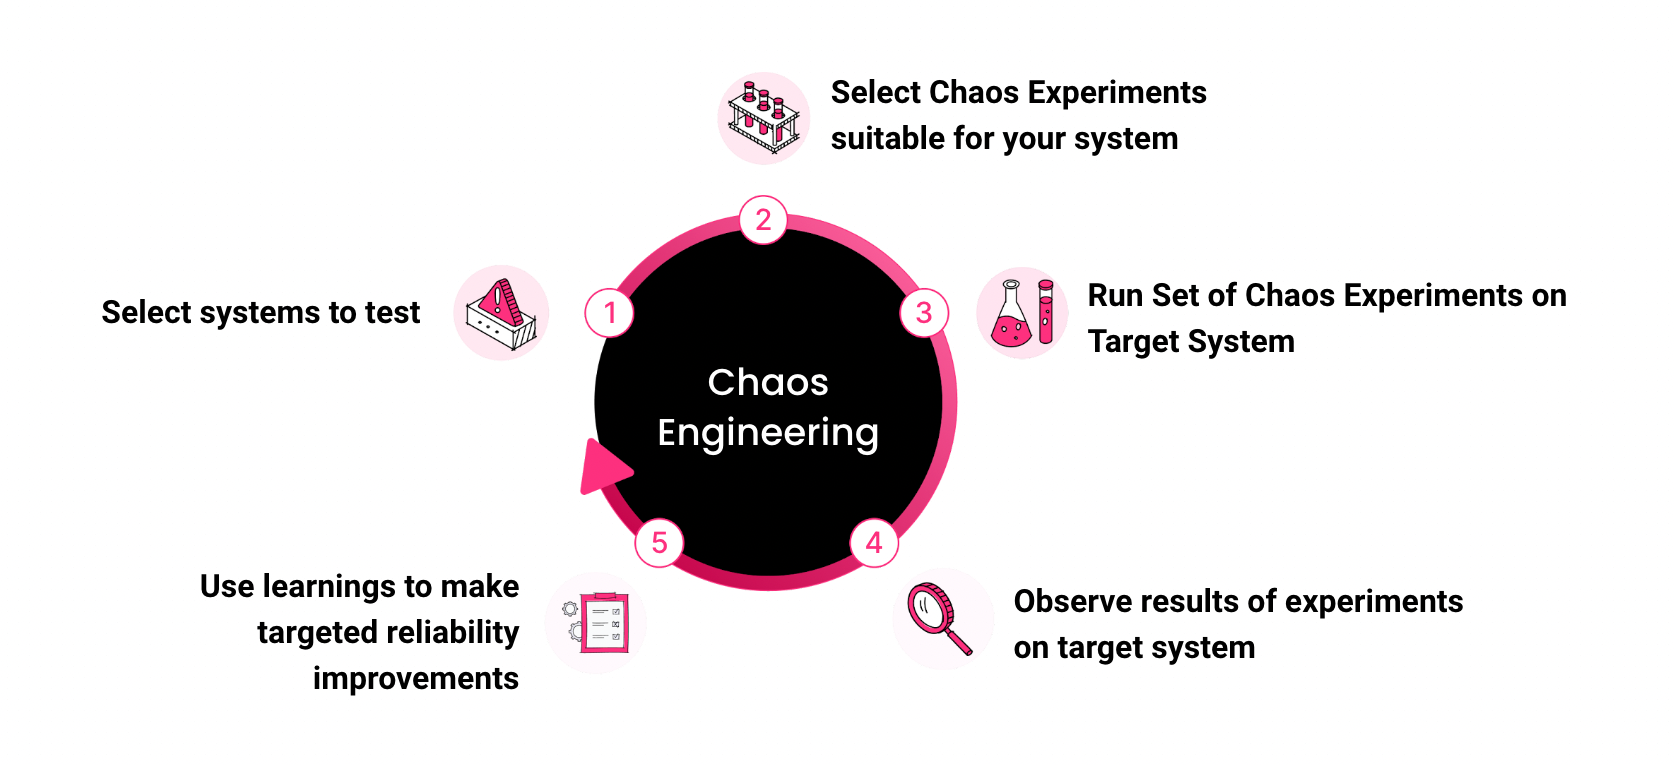 Select Chaos Experiments
suitable for your system
2
1
Select systems to test
3
Run Set of Chaos Experiments on
Target System
Chaos
Engineering
5
4
Use learnings to make
targeted reliability
improvements
Observe results of experiments
on target system